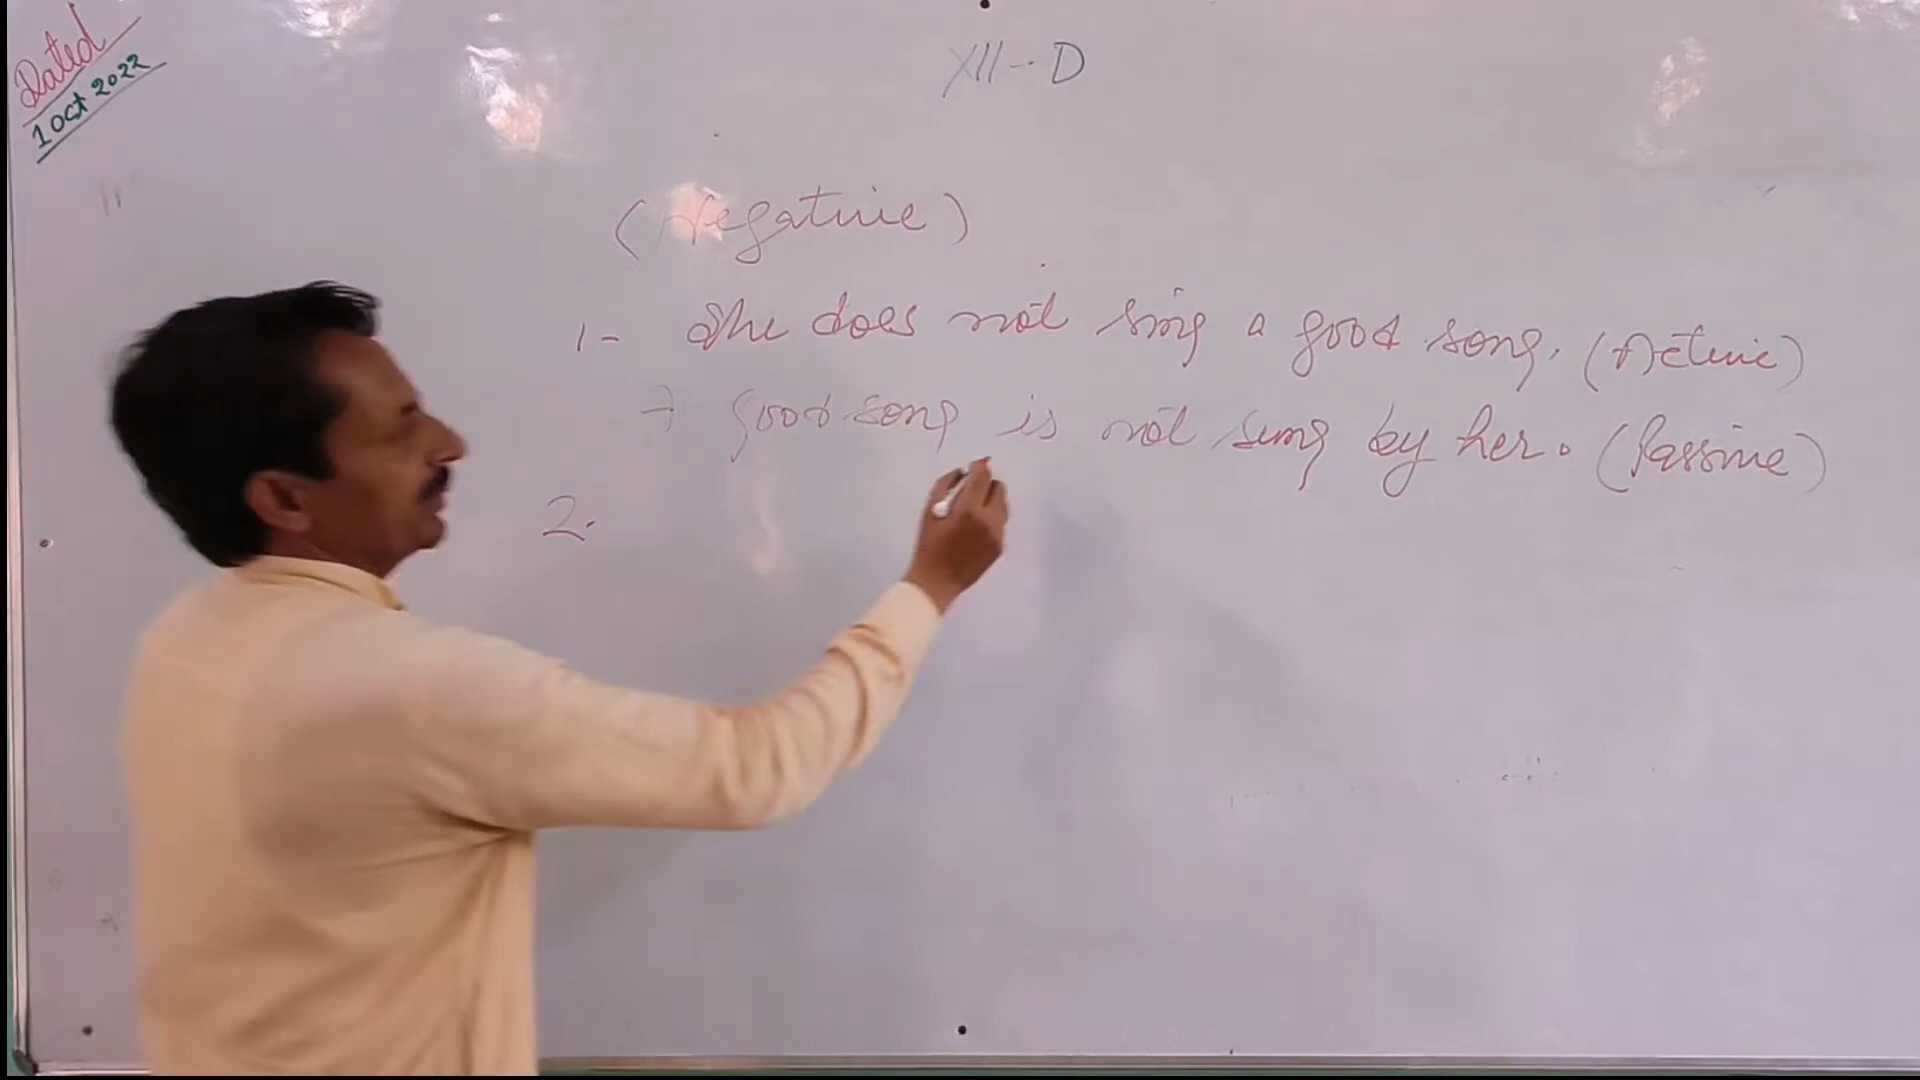 Dated
1 Oct 2022
XII-D
(Negative)
1- She does not sing a good song. (Active)
→ good song is not sung by her. (Passive)
2.